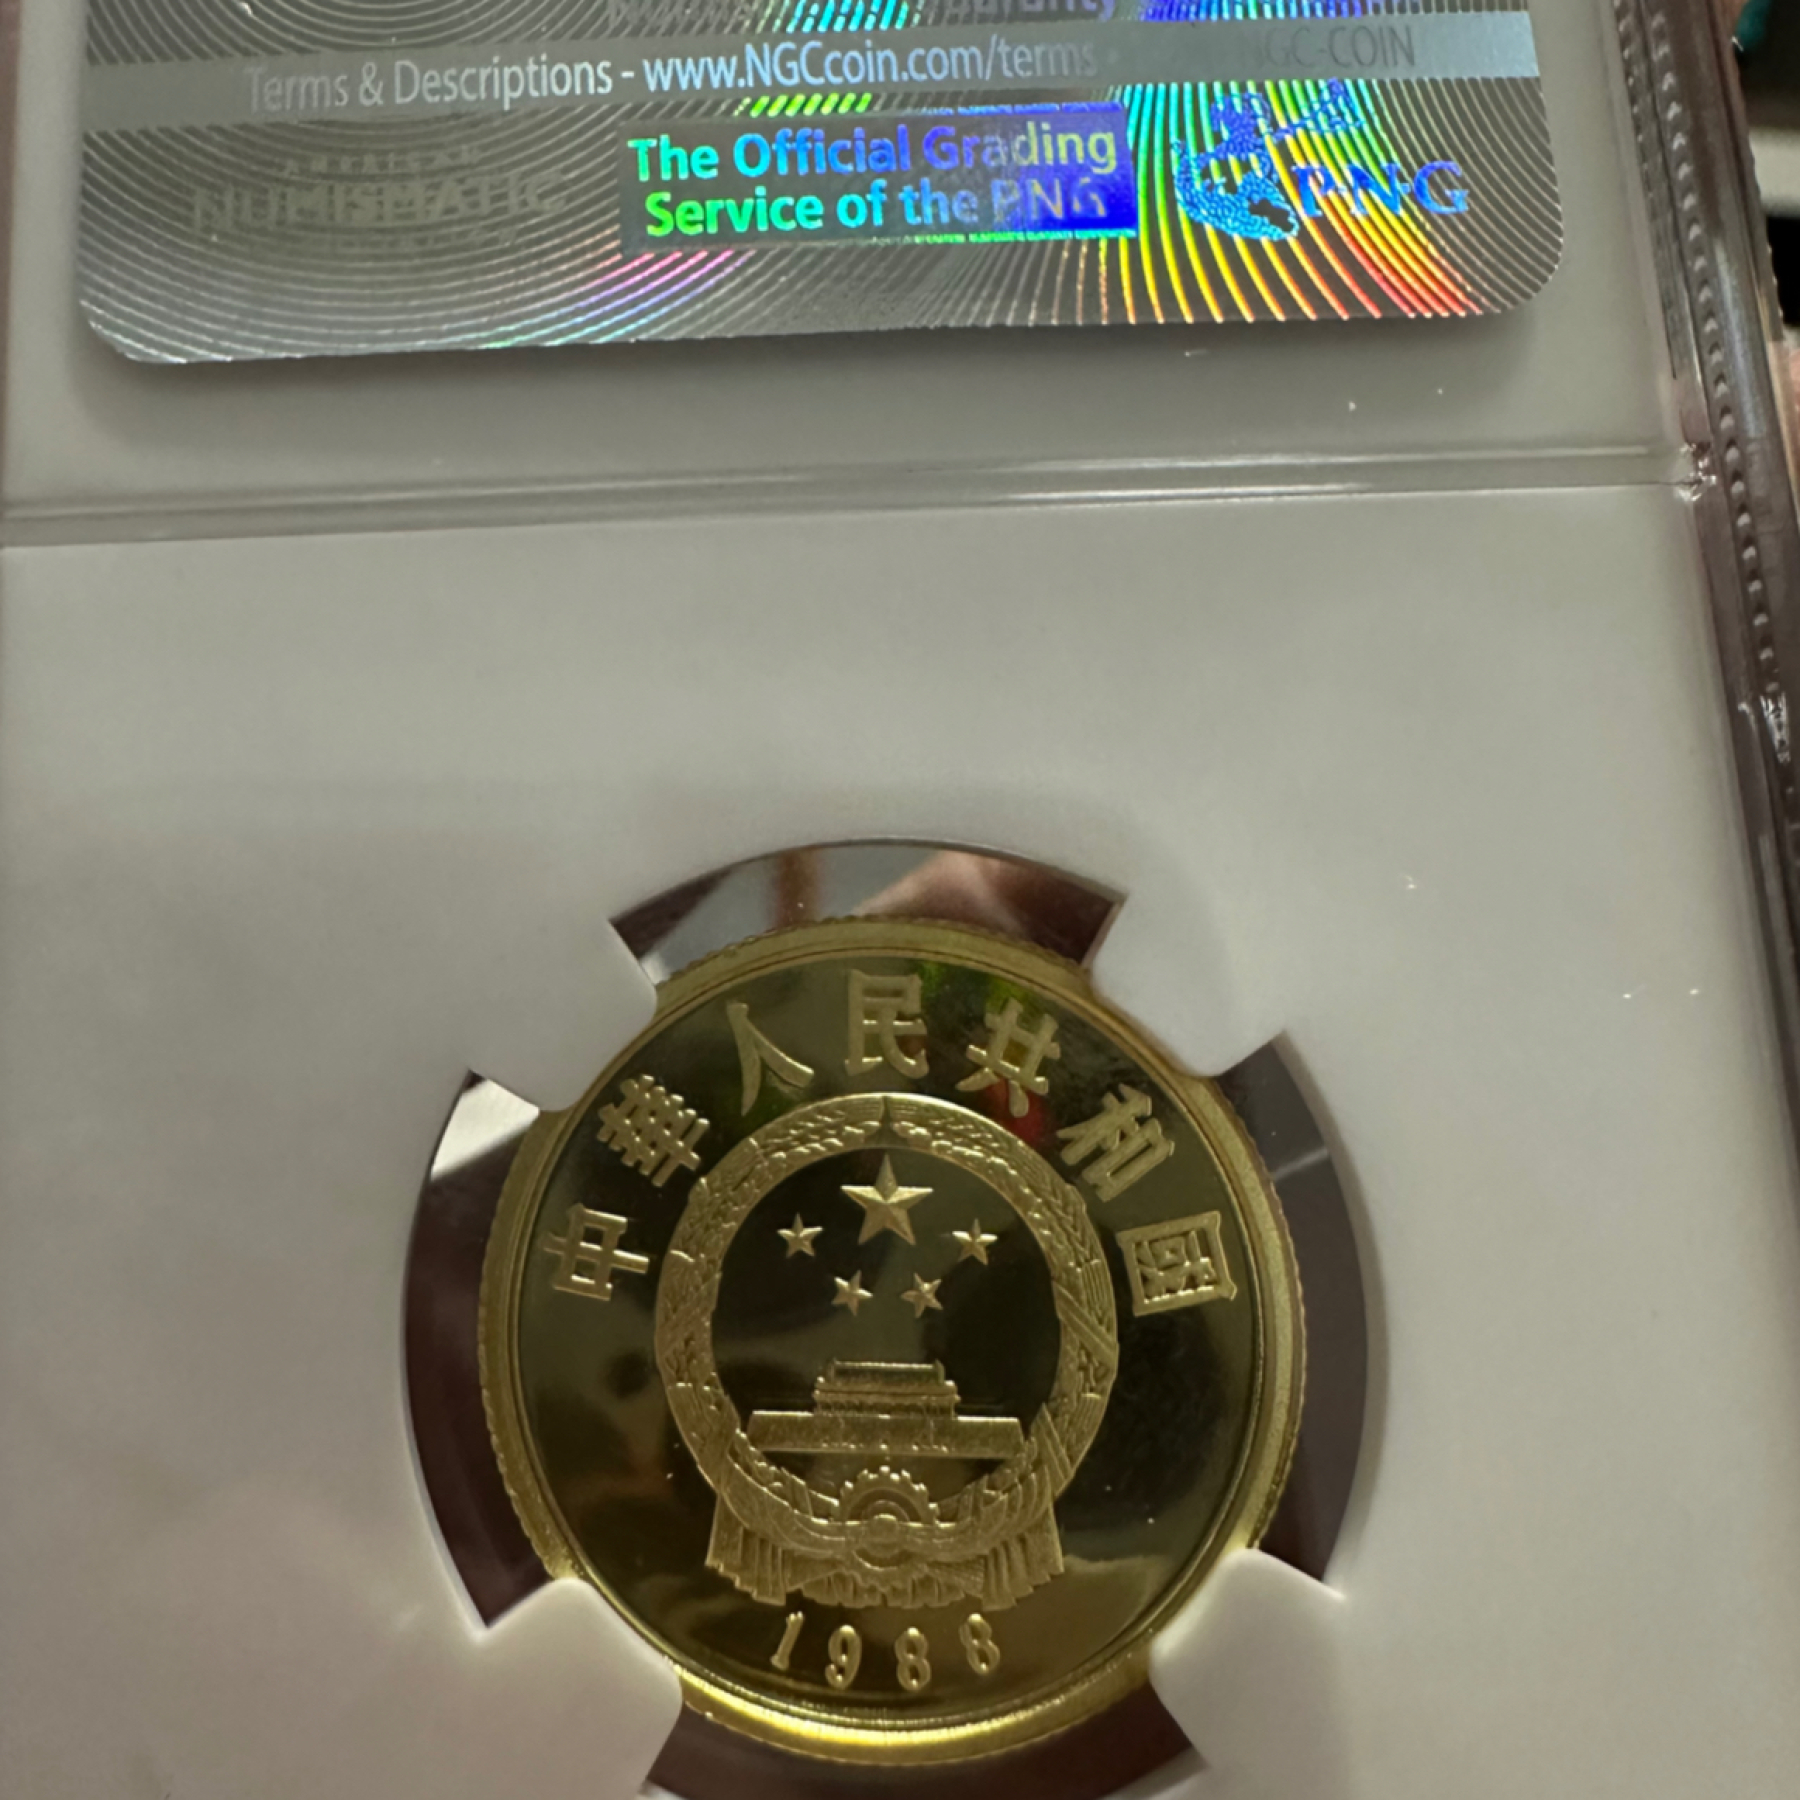 Terms & Descriptions - www.NGCcoin.com/terms • NGC-COIN
NUMISMATIC
The Official Grading
Service of the PNG
P·N·G
中華人民共和國
1988